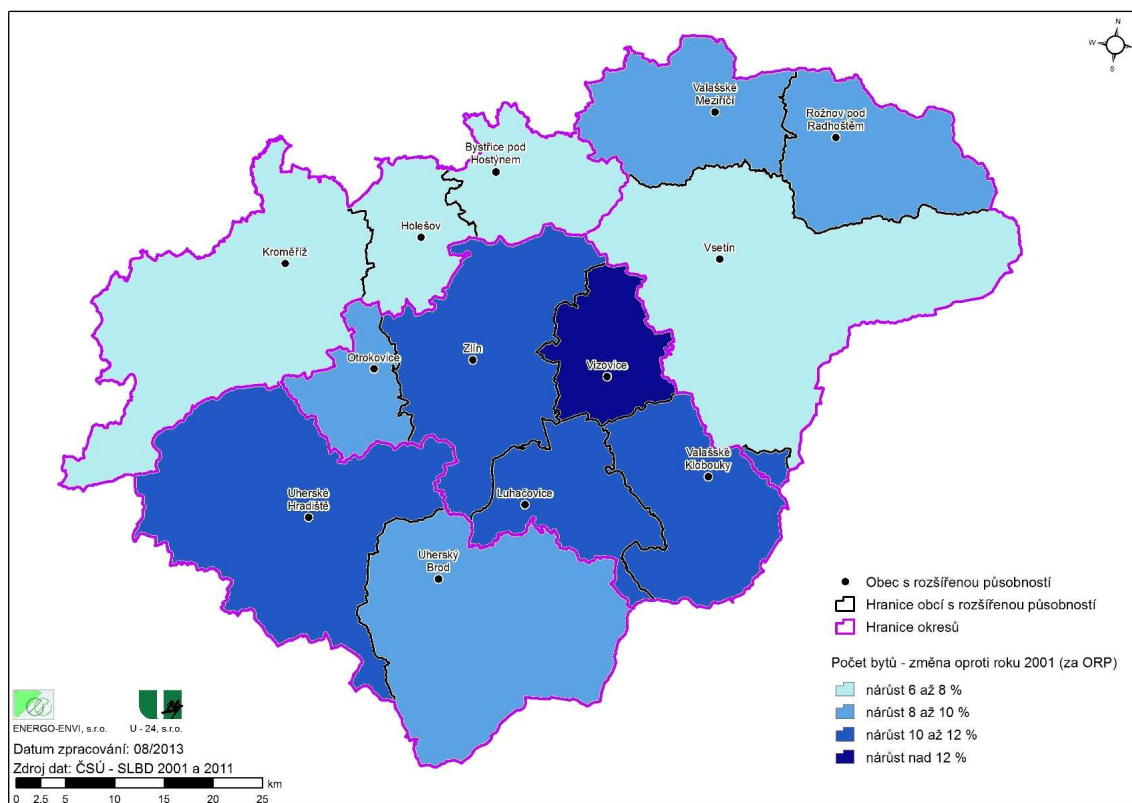 N
W
E
S
Valašské
Meziříčí
Rožnov pod
Radhoštěm
Bystřice pod
Hostýnem
Holešov
Kroměříž
Vsetín
Otrokovice
Zlín
Vizovice
Valašské
Klobouky
Luhačovice
Uherské
Hradiště
Uherský
Brod
Obec s rozšířenou působností
Hranice obcí s rozšířenou působností
Hranice okresů
Počet bytů - změna oproti roku 2001 (za ORP)
nárůst 6 až 8 %
nárůst 8 až 10 %
nárůst 10 až 12 %
nárůst nad 12 %
ENERGO-ENVI, s.r.o.
U - 24, s.r.o.
Datum zpracování: 08/2013
Zdroj dat: ČSÚ - SLBD 2001 a 2011
km
0 2.5 5 10 15 20 25